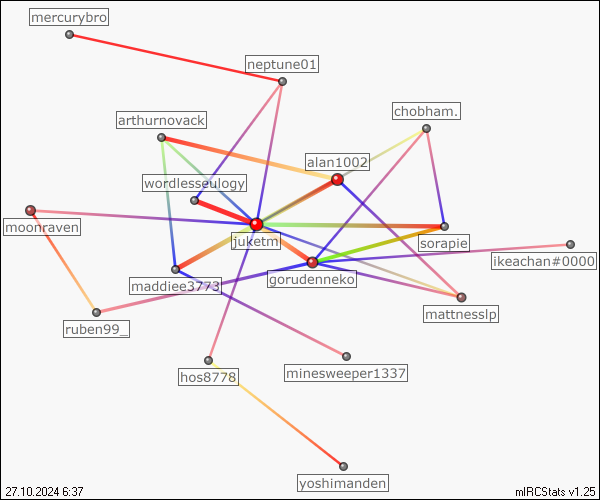 mercurybro
neptune01
chobham.
arthurnovack
alan1002
wordlesseulogy
moonraven
juketm
sorapie
ikeachan#0000
maddiee3773
gorudenneko
mattnesslp
ruben99_
hos8778
minesweeper1337
yoshimanden
27.10.2024 6:37
mIRCStats v1.25